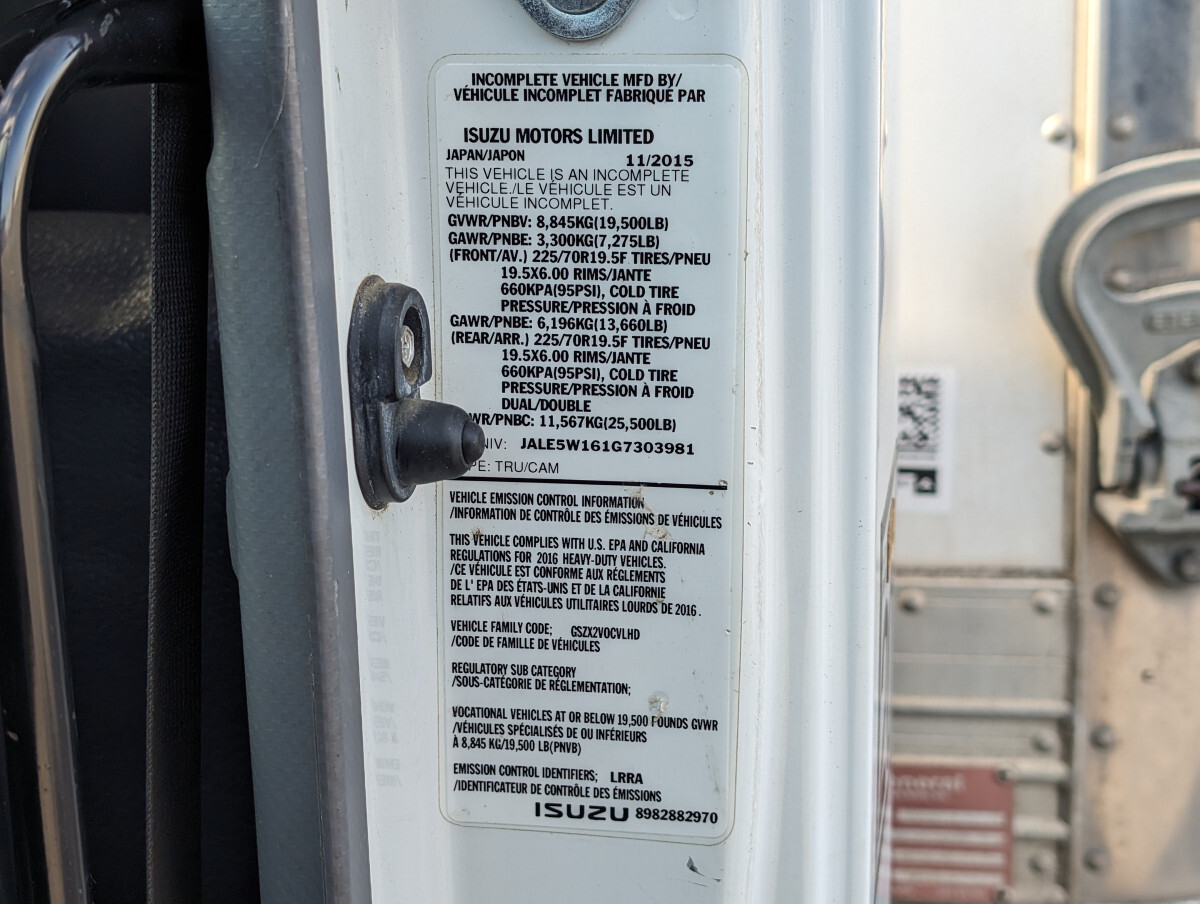 INCOMPLETE VEHICLE MFD BY/
VÉHICULE INCOMPLET FABRIQUÉ PAR
ISUZU MOTORS LIMITED
JAPAN/JAPON 11/2015
THIS VEHICLE IS AN INCOMPLETE
VEHICLE./LE VÉHICULE EST UN
VÉHICULE INCOMPLET.
GVWR/PNBV: 8,845KG(19,500LB)
GAWR/PNBE: 3,300KG(7,275LB)
(FRONT/AV.) 225/70R19.5F TIRES/PNEU
19.5X6.00 RIMS/JANTE
660KPA(95PSI), COLD TIRE
PRESSURE/PRESSION À FROID
GAWR/PNBE: 6,196KG(13,660LB)
(REAR/ARR.) 225/70R19.5F TIRES/PNEU
19.5X6.00 RIMS/JANTE
660KPA(95PSI), COLD TIRE
PRESSURE/PRESSION À FROID
DUAL/DOUBLE
WR/PNBC: 11,567KG(25,500LB)
NIV: JALE5W161G7303981
PE: TRU/CAM
VEHICLE EMISSION CONTROL INFORMATION
/INFORMATION DE CONTRÔLE DES ÉMISSIONS DE VÉHICULES
THIS VEHICLE COMPLIES WITH U.S. EPA AND CALIFORNIA
REGULATIONS FOR 2016 HEAVY-DUTY VEHICLES.
/CE VÉHICULE EST CONFORME AUX RÉGLEMENTS
DE L' EPA DES ÉTATS-UNIS ET DE LA CALIFORNIE
RELATIFS AUX VÉHICULES UTILITAIRES LOURDS DE 2016.
VEHICLE FAMILY CODE; GSZX2VOCVLHD
/CODE DE FAMILLE DE VÉHICULES
REGULATORY SUB CATEGORY
/SOUS-CATÉGORIE DE RÉGLEMENTATION;
VOCATIONAL VEHICLES AT OR BELOW 19,500 POUNDS GVWR
/VÉHICULES SPÉCIALISÉS DE OU INFÉRIEURS
À 8,845 KG/19,500 LB(PNVB)
EMISSION CONTROL IDENTIFIERS; LRRA
/IDENTIFICATEUR DE CONTRÔLE DES ÉMISSIONS
ISUZU 8982882970